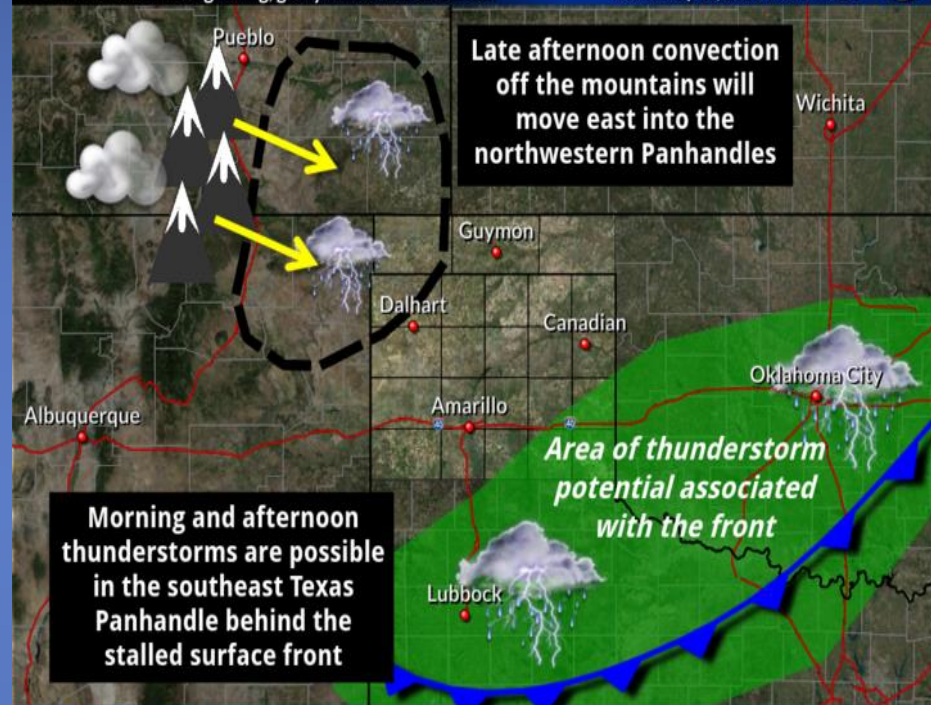 Pueblo
Late afternoon convection
off the mountains will
move east into the
northwestern Panhandles
Wichita
Guymon
Dalhart
Canadian
Oklahoma City
Albuquerque
Amarillo
40
40
Area of thunderstorm
potential associated
with the front
Morning and afternoon
thunderstorms are possible
in the southeast Texas
Panhandle behind the
stalled surface front
Lubbock